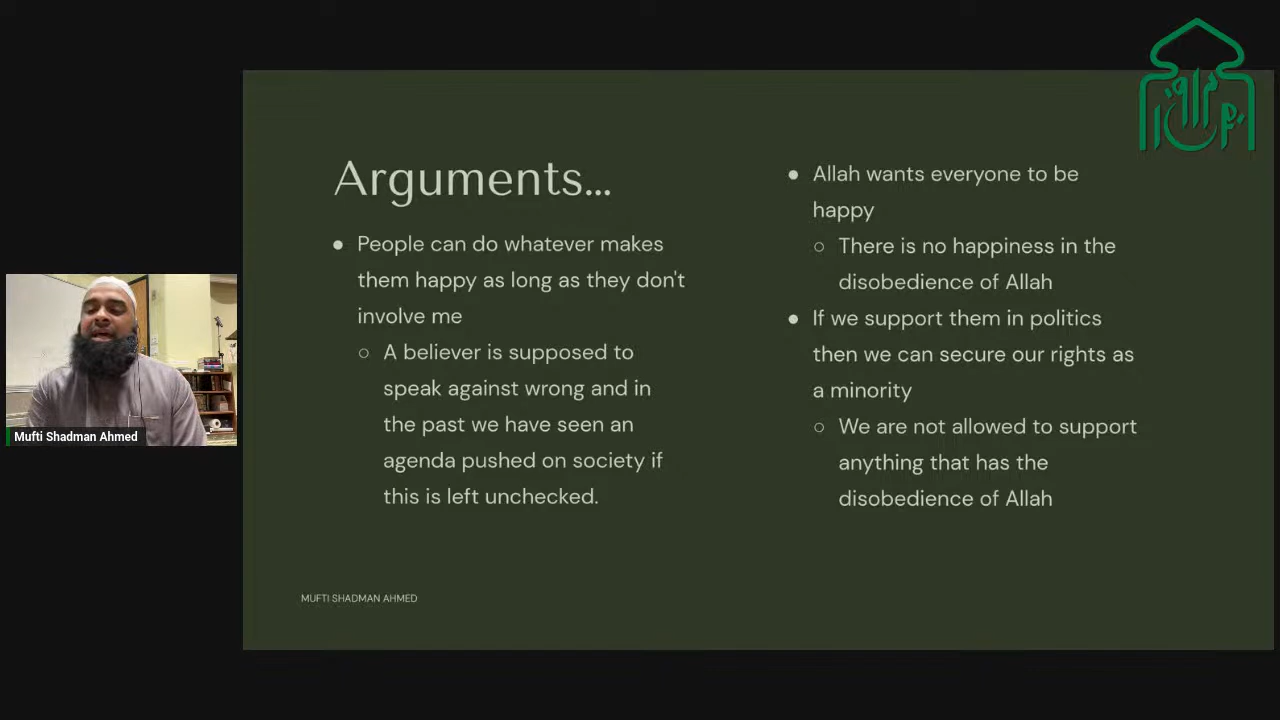 Arguments...
● People can do whatever makes
them happy as long as they don't
involve me
○ A believer is supposed to
speak against wrong and in
the past we have seen an
agenda pushed on society if
this is left unchecked.
● Allah wants everyone to be
happy
○ There is no happiness in the
disobedience of Allah
● If we support them in politics
then we can secure our rights as
a minority
○ We are not allowed to support
anything that has the
disobedience of Allah
MUFTI SHADMAN AHMED
Mufti Shadman Ahmed